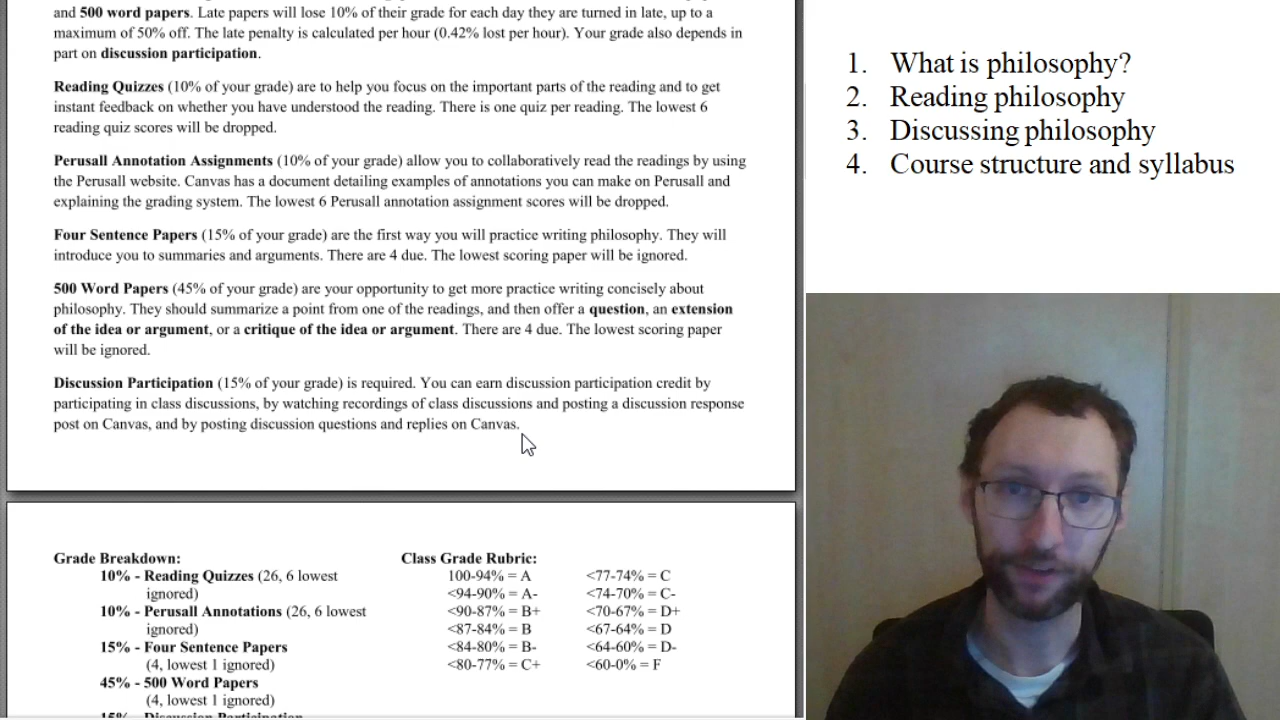 and 500 word papers. Late papers will lose 10% of their grade for each day they are turned in late, up to a
maximum of 50% off. The late penalty is calculated per hour (0.42% lost per hour). Your grade also depends in
part on discussion participation.
Reading Quizzes (10% of your grade) are to help you focus on the important parts of the reading and to get
instant feedback on whether you have understood the reading. There is one quiz per reading. The lowest 6
reading quiz scores will be dropped.
Perusall Annotation Assignments (10% of your grade) allow you to collaboratively read the readings by using
the Perusall website. Canvas has a document detailing examples of annotations you can make on Perusall and
explaining the grading system. The lowest 6 Perusall annotation assignment scores will be dropped.
Four Sentence Papers (15% of your grade) are the first way you will practice writing philosophy. They will
introduce you to summaries and arguments. There are 4 due. The lowest scoring paper will be ignored.
500 Word Papers (45% of your grade) are your opportunity to get more practice writing concisely about
philosophy. They should summarize a point from one of the readings, and then offer a question, an extension
of the idea or argument, or a critique of the idea or argument. There are 4 due. The lowest scoring paper
will be ignored.
Discussion Participation (15% of your grade) is required. You can earn discussion participation credit by
participating in class discussions, by watching recordings of class discussions and posting a discussion response
post on Canvas, and by posting discussion questions and replies on Canvas.
Grade Breakdown:
10% - Reading Quizzes (26, 6 lowest
ignored)
10% - Perusall Annotations (26, 6 lowest
ignored)
15% - Four Sentence Papers
(4, lowest 1 ignored)
45% - 500 Word Papers
(4, lowest 1 ignored)
15% - Discussion Participation
Class Grade Rubric:
100-94% = A
<94-90% = A-
<90-87% = B+
<87-84% = B
<84-80% = B-
<80-77% = C+
<77-74% = C
<74-70% = C-
<70-67% = D+
<67-64% = D
<64-60% = D-
<60-0% = F
1. What is philosophy?
2. Reading philosophy
3. Discussing philosophy
4. Course structure and syllabus